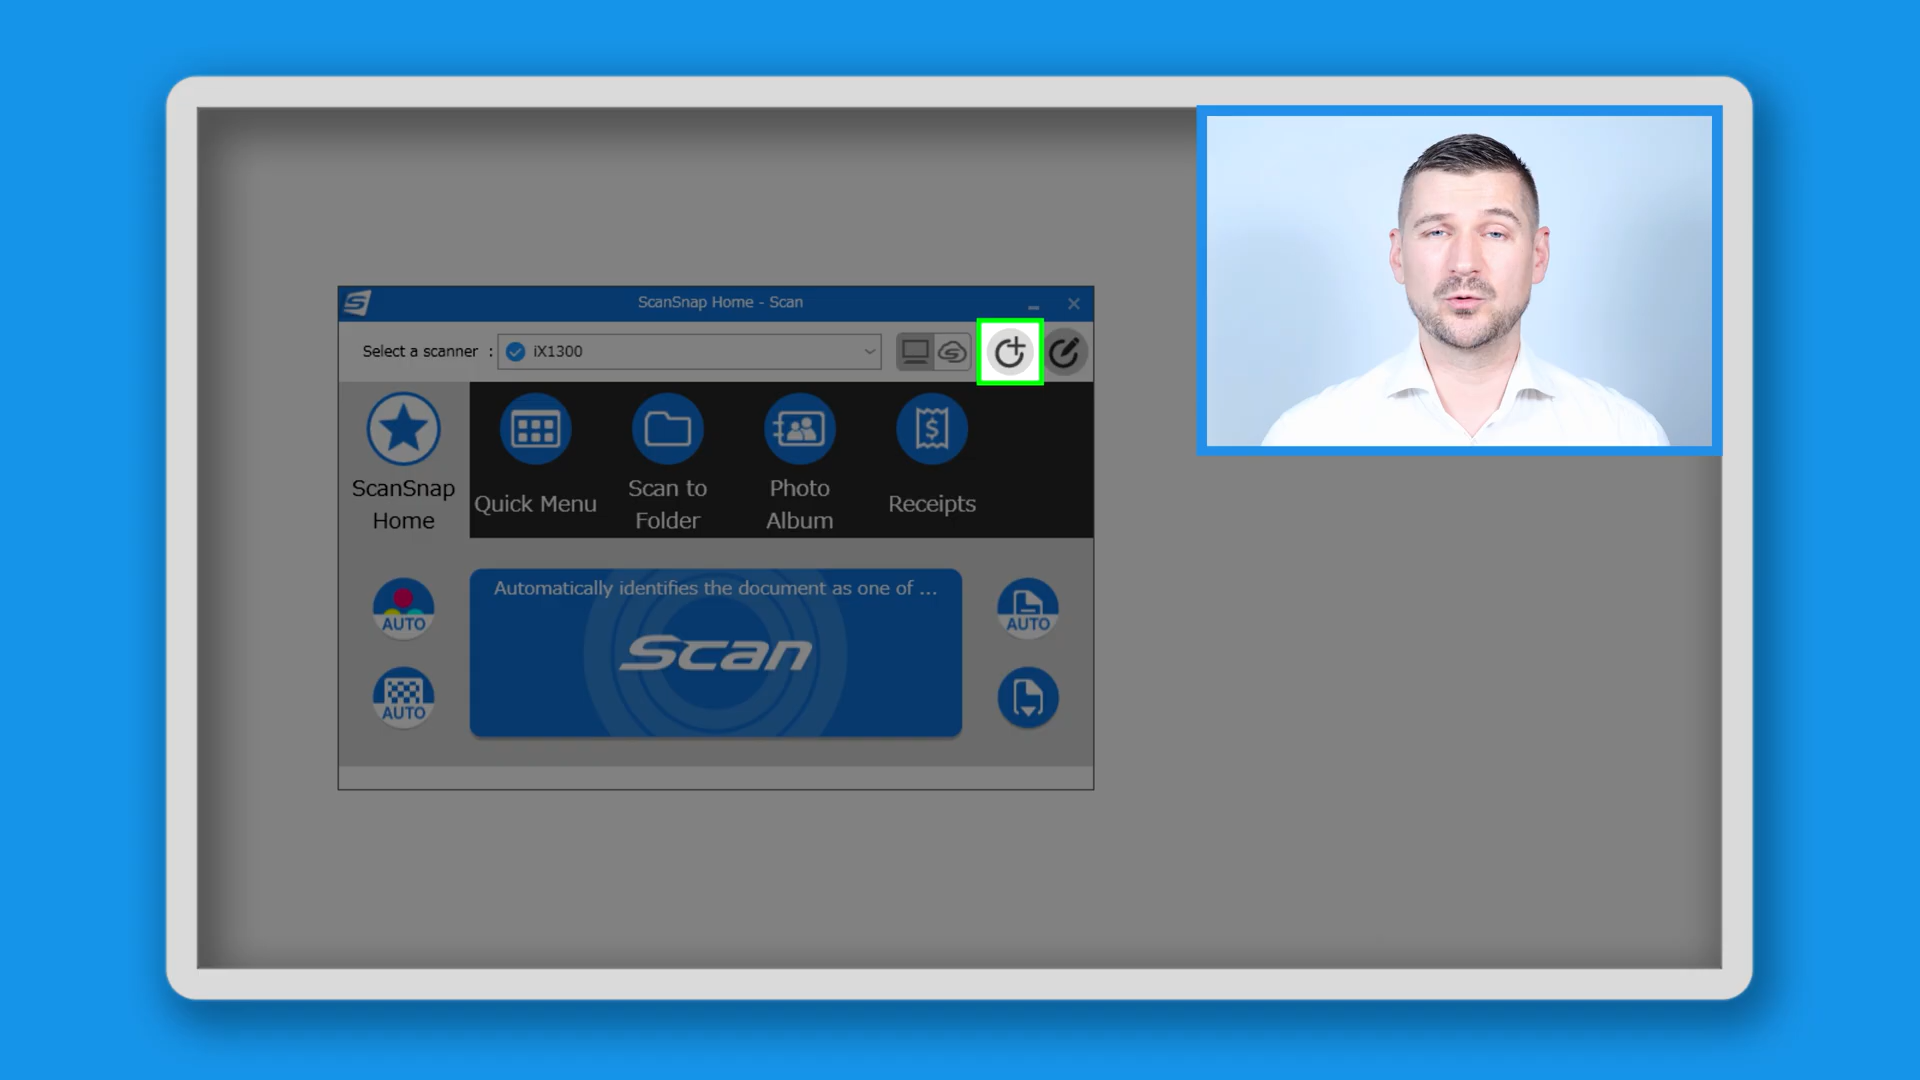 ScanSnap Home - Scan
Select a scanner :
iX1300
ScanSnap
Home
Quick Menu
Scan to
Folder
Photo
Album
$
Receipts
AUTO
Automatically identifies the document as one of ...
AUTO
Scan
AUTO